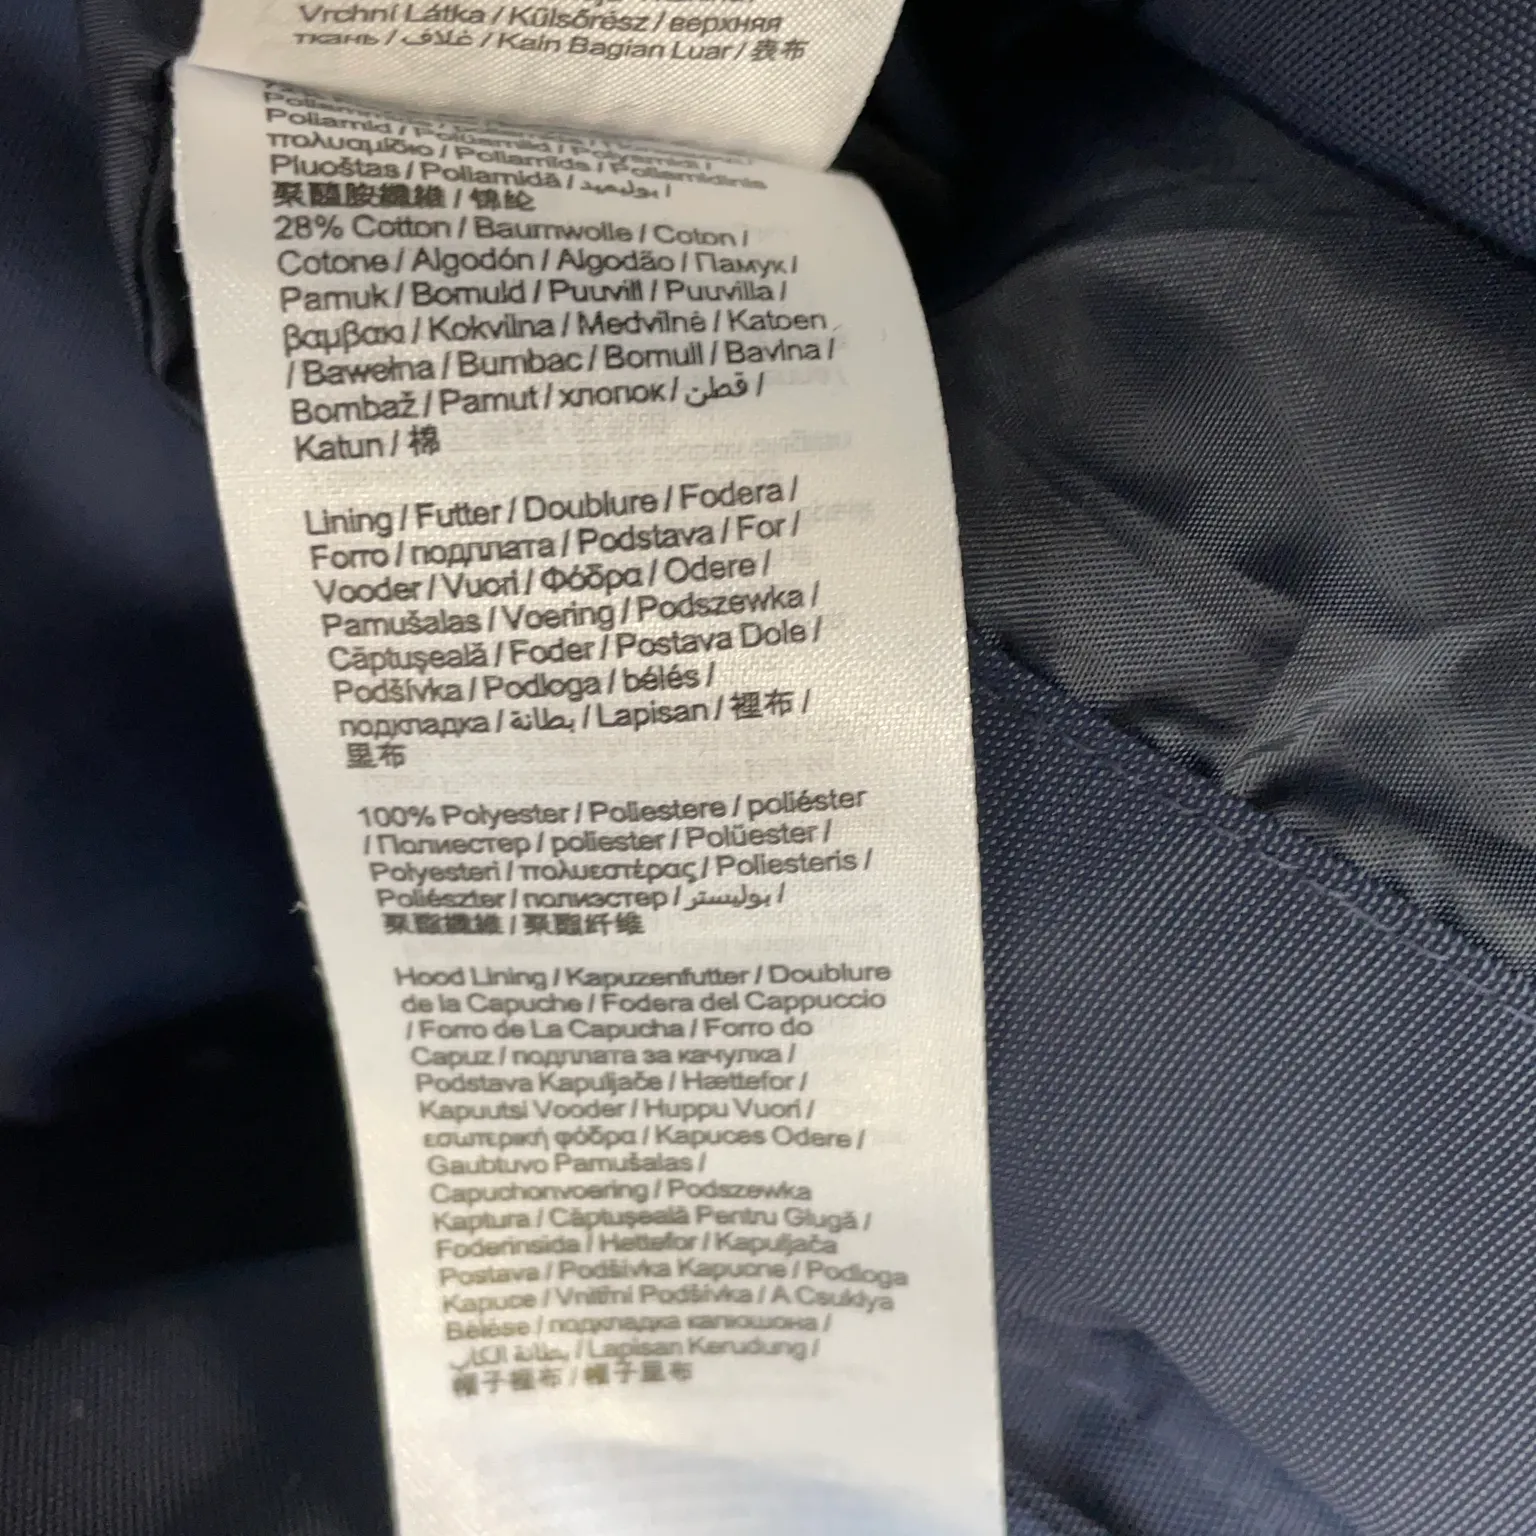 Vrchní Látka / Külsőrész / верхняя
ткань / غلاف / Kain Bagian Luar / 表布
Poliamid / Polüamiid / Polyamidi /
πολυαμίδιο / Poliamīds / Poliamidinis
Pluoštas / Poliamidă / بوليميد /
聚醯胺纖維 / 锦纶
28% Cotton / Baumwolle / Coton /
Cotone / Algodón / Algodão / Памук /
Pamuk / Bomuld / Puuvill / Puuvilla /
βαμβακι / Kokvilna / Medvilnė / Katoen
/ Bawełna / Bumbac / Bomull / Bavlna /
Bombaž / Pamut / хлопок / قطن /
Katun / 棉
Lining / Futter / Doublure / Fodera /
Forro / подплата / Podstava / For /
Vooder / Vuori / Φόδρα / Odere /
Pamušalas / Voering / Podszewka /
Căptuşeală / Foder / Postava Dole /
Podšívka / Podloga / bélés /
подкладка / بطانة / Lapisan / 裡布 /
里布
100% Polyester / Poliestere / poliéster
/ Полиестер / poliester / Polüester /
Polyesteri / πολυεστέρας / Poliesteris /
Poliészter / полиэстер / بوليستر /
聚酯纖維 / 聚酯纤维
Hood Lining / Kapuzenfutter / Doublure
de la Capuche / Fodera del Cappuccio
/ Forro de La Capucha / Forro do
Capuz / подплата за качулка /
Podstava Kapuljače / Hættefor /
Kapuutsi Vooder / Huppu Vuori /
εσωτερική φόδρα / Kapuces Odere /
Gaubtuvo Pamušalas /
Capuchonvoering / Podszewka
Kaptura / Căptuşeală Pentru Glugă /
Foderinsida / Hettefor / Kapuljača
Postava / Podšívka Kapucne / Podloga
Kapuce / Vnitřní Podšívka / A Csuklya
Bélése / подкладка капюшона /
بطانة الكاب / Lapisan Kerudung /
帽子裡布 / 帽子里布